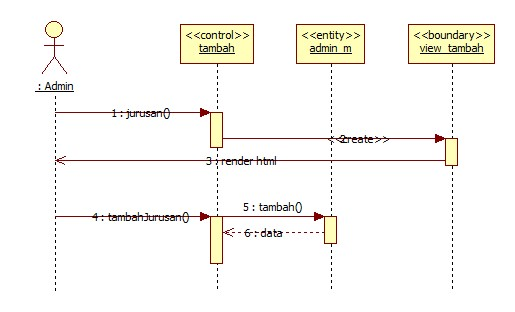 <<control>>
tambah
<<entity>>
admin_m
<<boundary>>
view_tambah
: Admin
1 : jurusan()
2 : <<create>>
3 : render html
4 : tambahJurusan()
5 : tambah()
6 : data